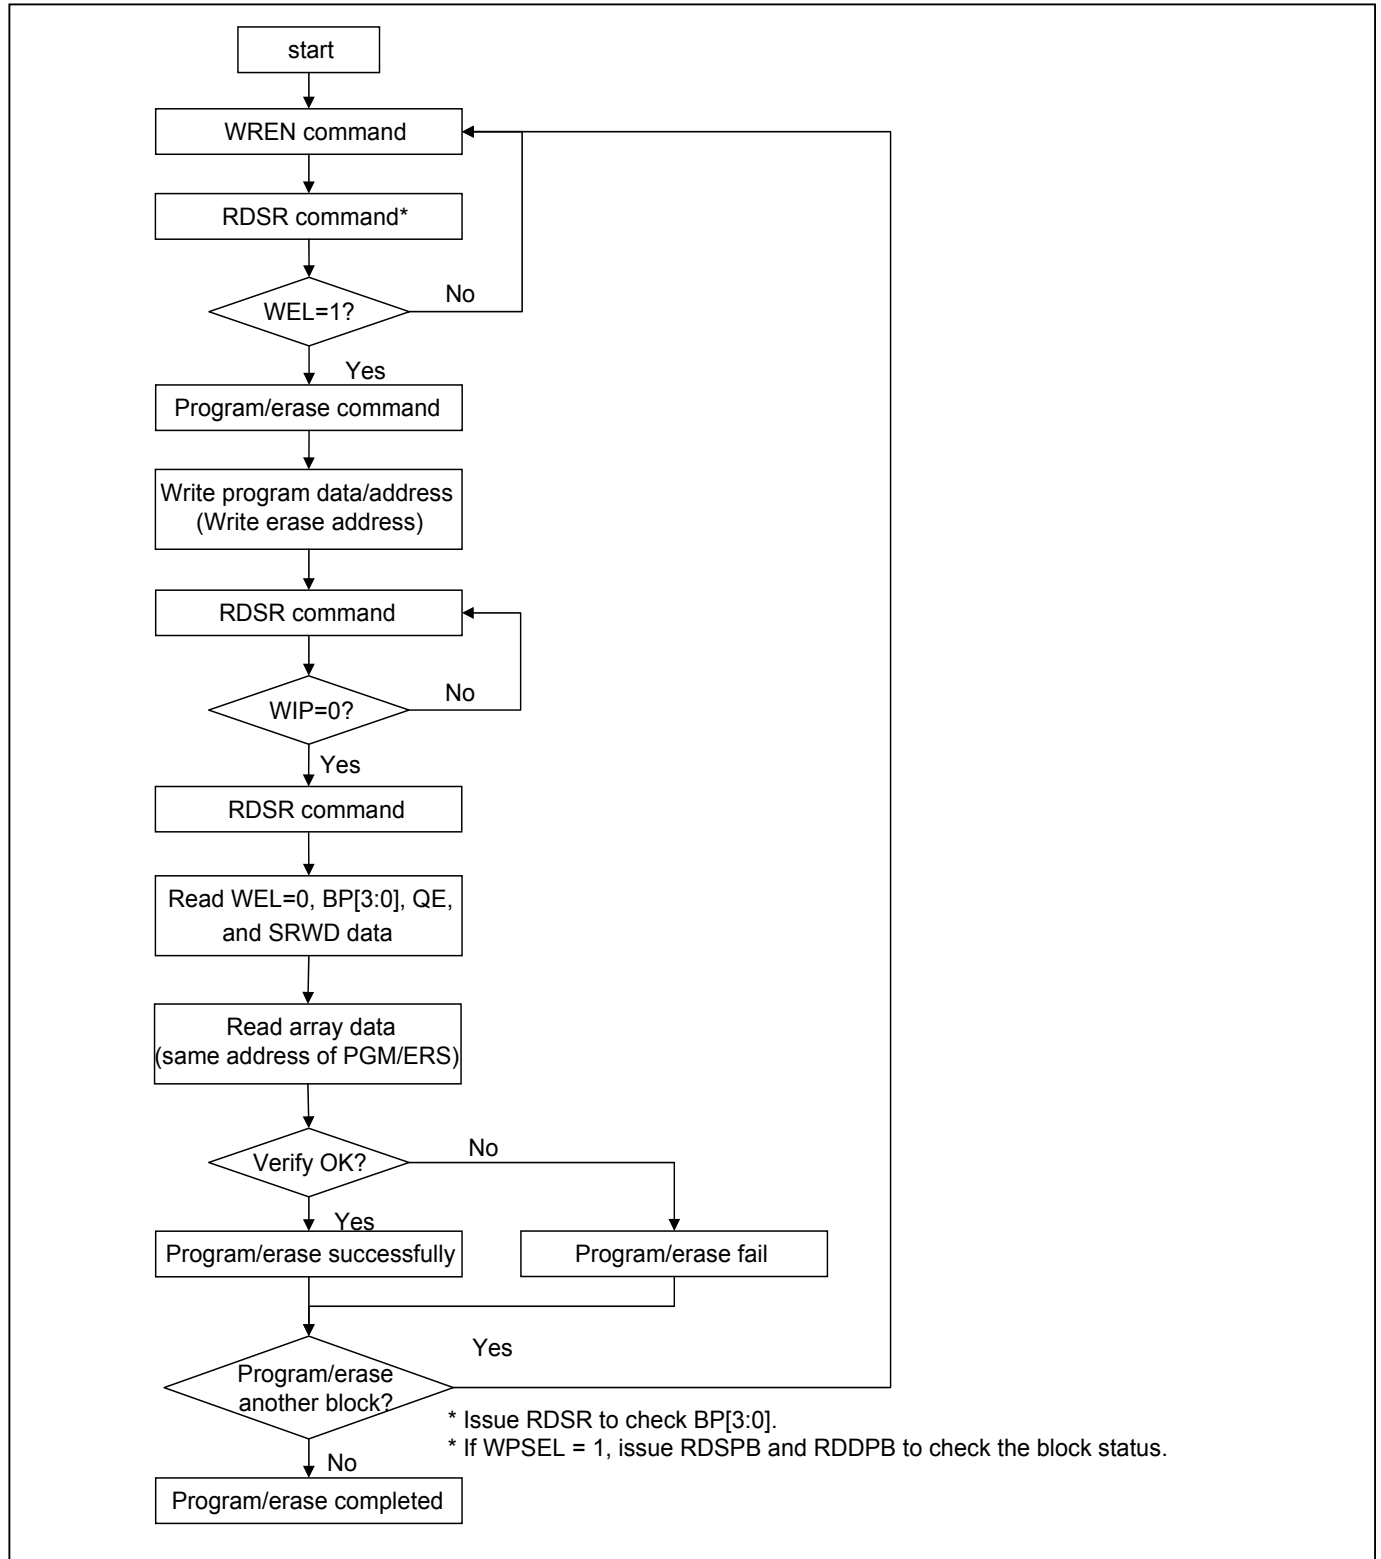 start
WREN command
RDSR command*
WEL=1?
No
Yes
Program/erase command
Write program data/address
(Write erase address)
RDSR command
WIP=0?
No
Yes
RDSR command
Read WEL=0, BP[3:0], QE,
and SRWD data
Read array data
(same address of PGM/ERS)
Verify OK?
No
Yes
Program/erase successfully
Program/erase fail
Yes
Program/erase
another block?
* Issue RDSR to check BP[3:0].
* If WPSEL = 1, issue RDSPB and RDDPB to check the block status.
No
Program/erase completed